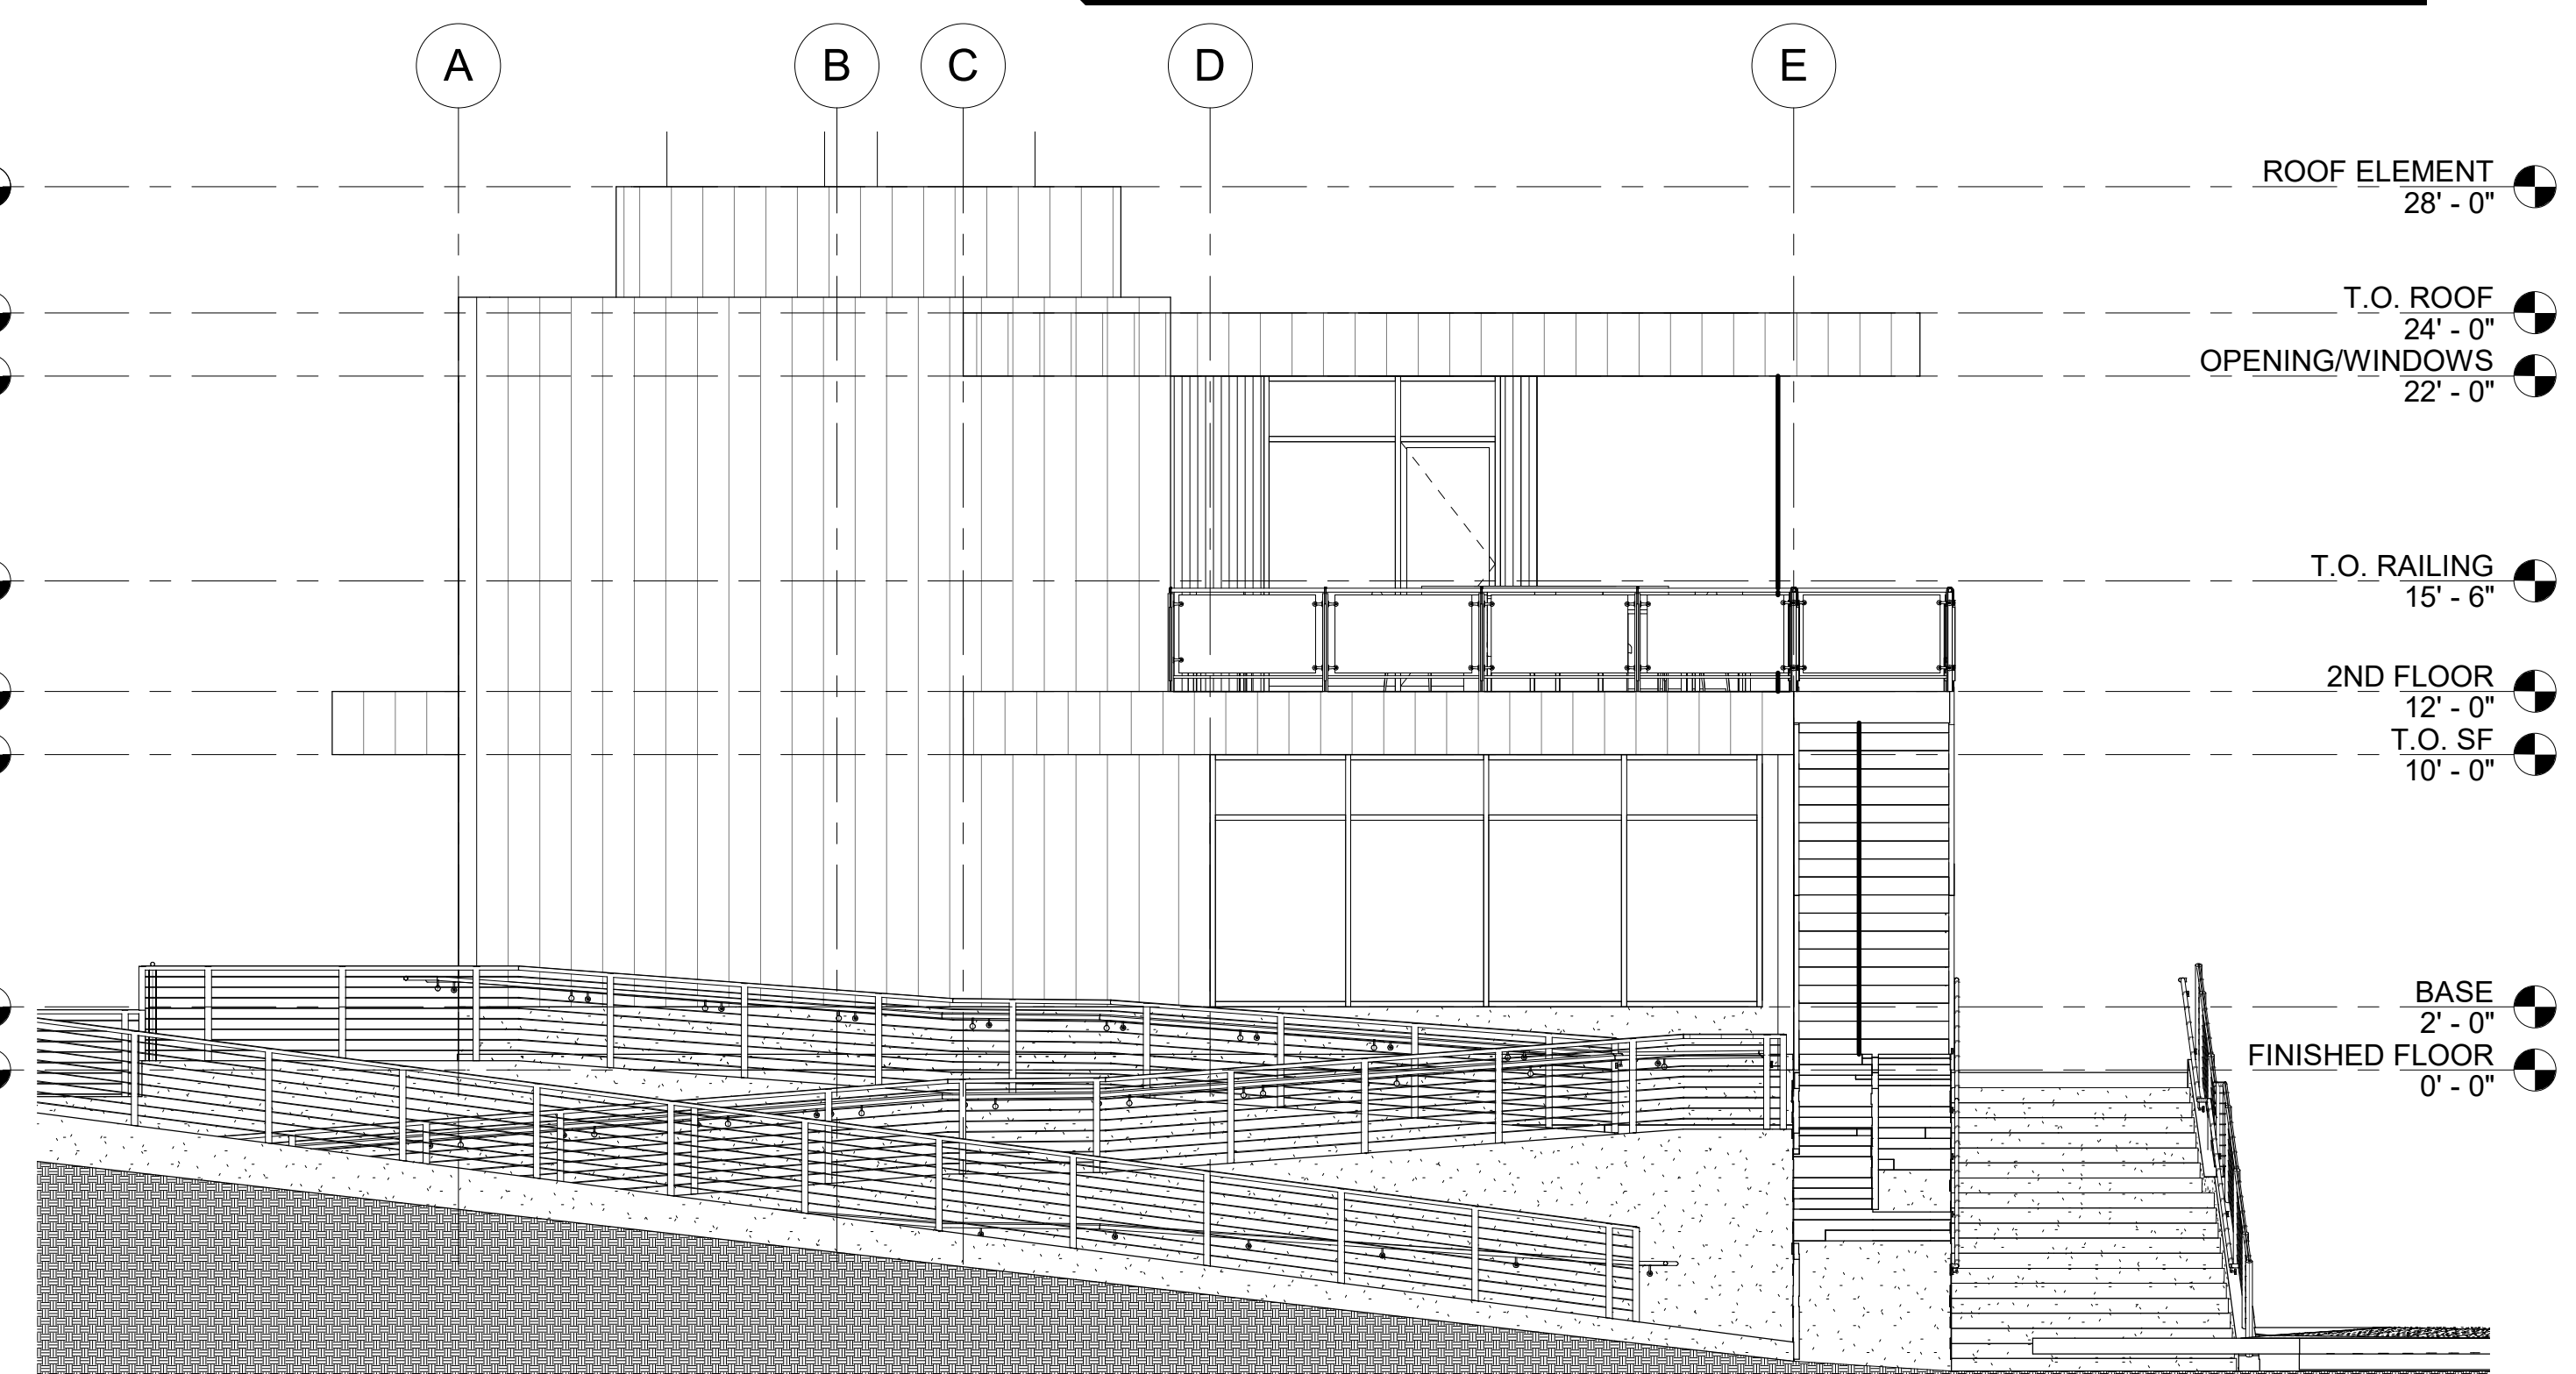 A B C D E
ROOF ELEMENT
28' - 0"
T.O. ROOF
24' - 0"
OPENING/WINDOWS
22' - 0"
T.O. RAILING
15' - 6"
2ND FLOOR
12' - 0"
T.O. SF
10' - 0"
BASE
2' - 0"
FINISHED FLOOR
0' - 0"